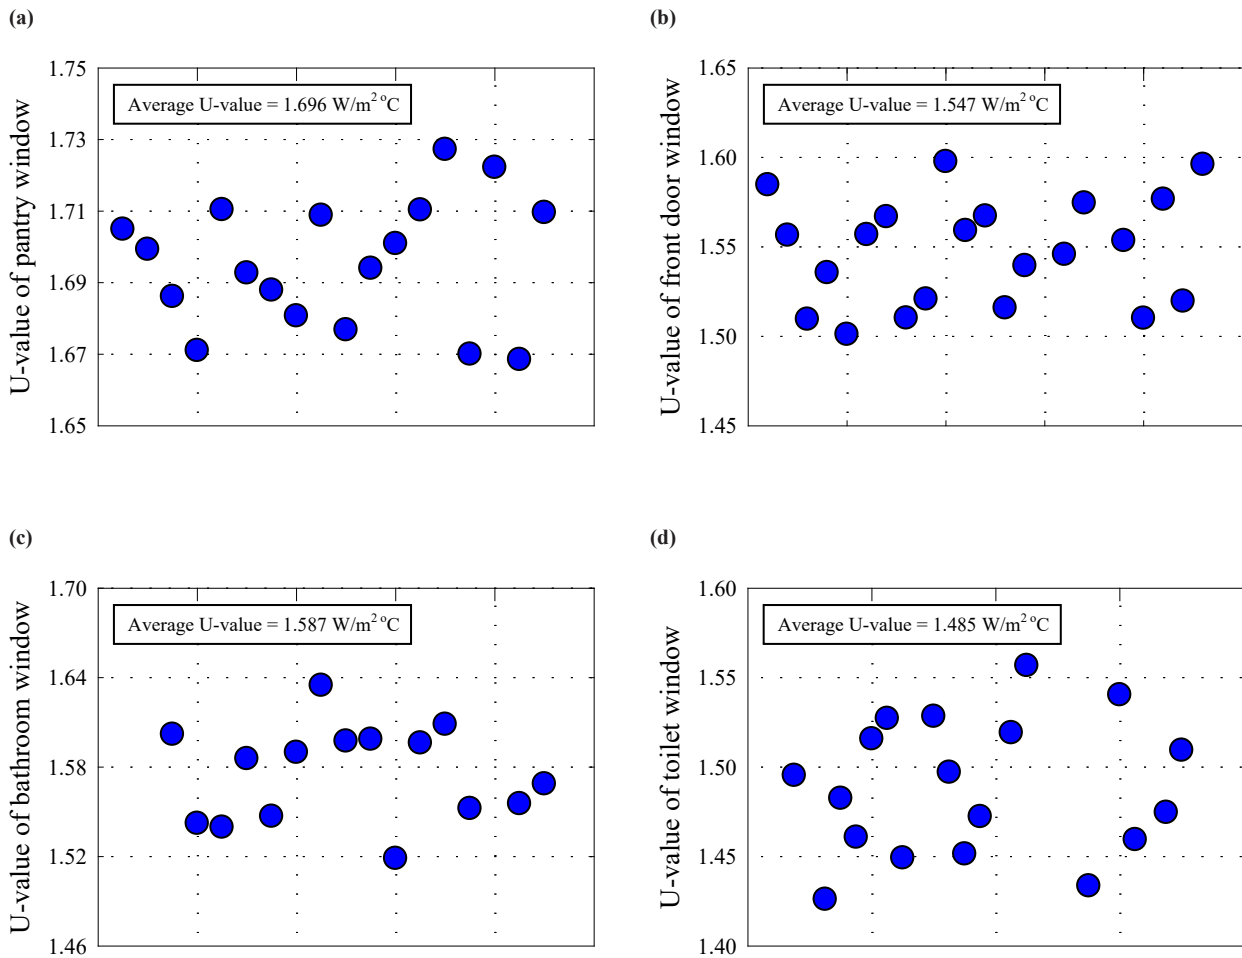 (a)
U-value of pantry window
1.75
1.73
1.71
1.69
1.67
1.65
Average U-value = 1.696 W/m² °C
(b)
U-value of front door window
1.65
1.60
1.55
1.50
1.45
Average U-value = 1.547 W/m² °C
(c)
U-value of bathroom window
1.70
1.64
1.58
1.52
1.46
Average U-value = 1.587 W/m² °C
(d)
U-value of toilet window
1.60
1.55
1.50
1.45
1.40
Average U-value = 1.485 W/m² °C